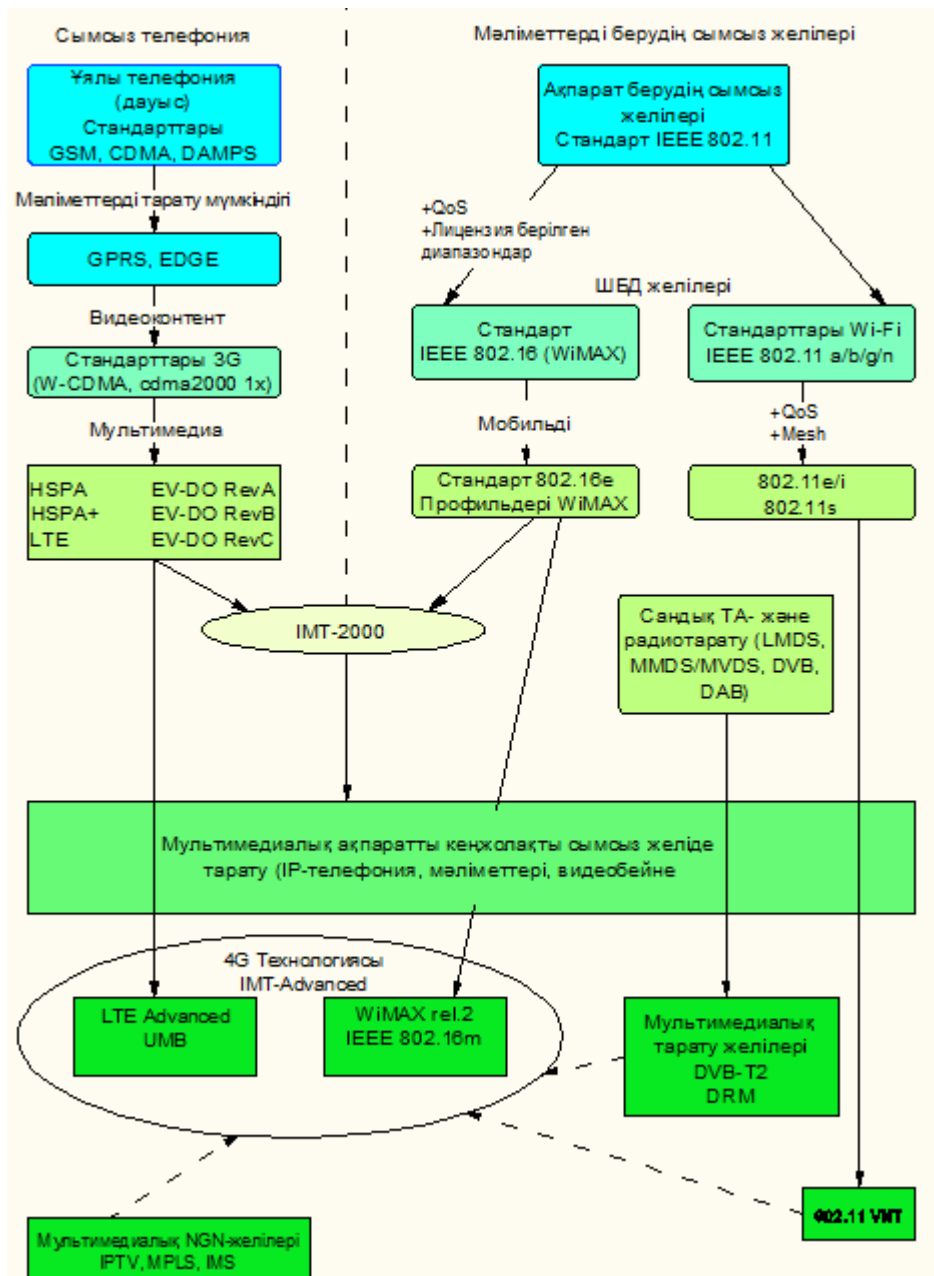 Сымсыз телефония
Мәліметтерді берудің сымсыз желілері
Ұялы телефония
(дауыс)
Стандарттары
GSM, CDMA, DAMPS
Ақпарат берудің сымсыз
желілері
Стандарт IEEE 802.11
Мәліметтерді тарату мүмкіндігі
+QoS
+Лицензия берілген
диапазондар
GPRS, EDGE
ШБД желілері
Видеоконтент
Стандарт
IEEE 802.16 (WiMAX)
Стандарттары Wi-Fi
IEEE 802.11 a/b/g/n
Стандарттары 3G
(W-CDMA, cdma2000 1x)
Мультимедиа
Мобильді
+QoS
+Mesh
HSPA EV-DO RevA
HSPA+ EV-DO RevB
LTE EV-DO RevC
Стандарт 802.16e
Профильдері WiMAX
802.11e/i
802.11s
IMT-2000
Сандық ТА- және
радиотарату (LMDS,
MMDS/MVDS, DVB,
DAB)
Мультимедиалық ақпаратты кеңжолақты сымсыз желіде
тарату (IP-телефония, мәліметтері, видеобейне
4G Технологиясы
IMT-Advanced
LTE Advanced
UMB
WiMAX rel.2
IEEE 802.16m
Мультимедиалық
тарату желілері
DVB-T2
DRM
802.11 VHT
Мультимедиалық NGN-желілері
IPTV, MPLS, IMS